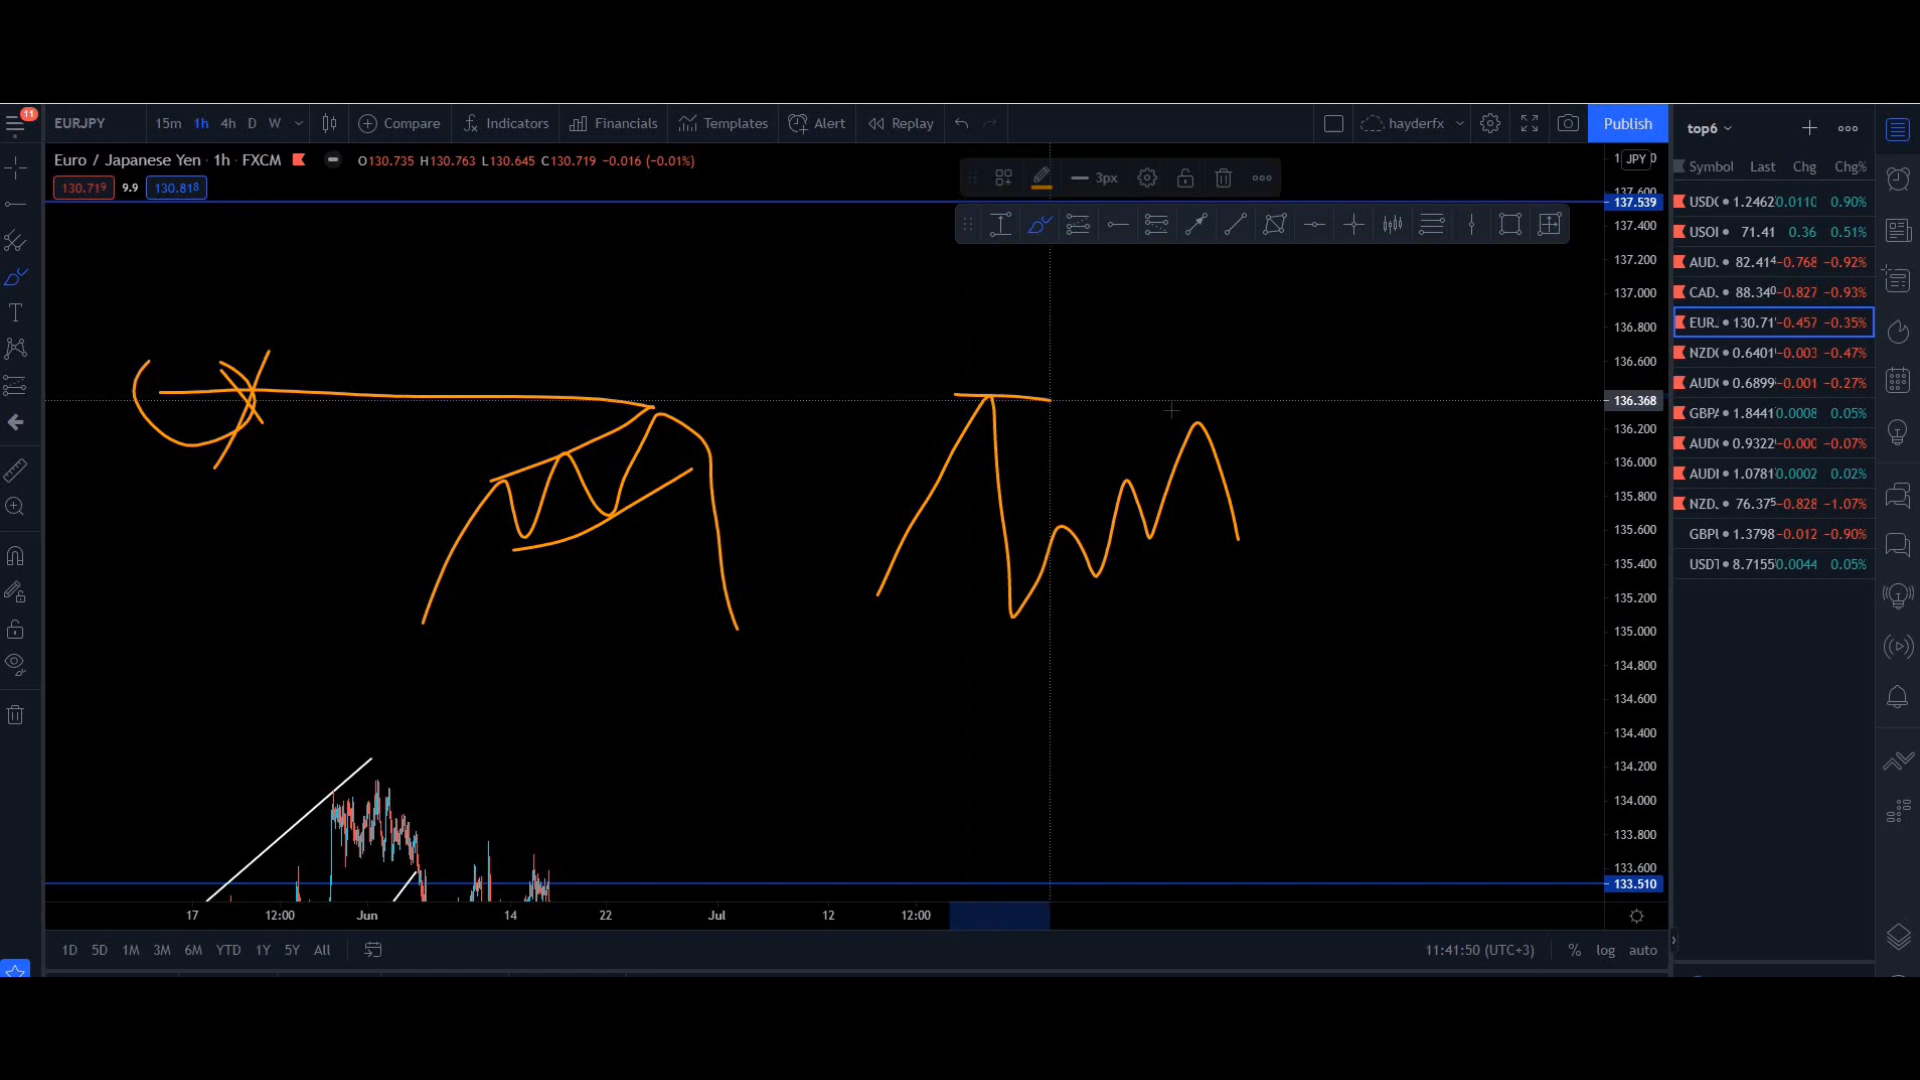 11
EURJPY 15m 1h 4h D W Compare Indicators Financials Templates Alert Replay hayderfx Publish
Euro / Japanese Yen · 1h · FXCM O130.735 H130.763 L130.645 C130.719 -0.016 (-0.01%)
130.719 9.9 130.818
3px
JPY
137.600
137.539
137.400
137.200
137.000
136.800
136.600
136.368
136.200
136.000
135.800
135.600
135.400
135.200
135.000
134.800
134.600
134.400
134.200
134.000
133.800
133.600
133.510
17 12:00 Jun 14 22 Jul 12 12:00
1D 5D 1M 3M 6M YTD 1Y 5Y All 11:41:50 (UTC+3) % log auto
top6
Symbol Last Chg Chg%
1.2462 0.0110 0.90%
71.41 0.36 0.51%
AUD. 82.414 -0.768 -0.92%
CAD. 88.340 -0.827 -0.93%
EUR. 130.71 -0.457 -0.35%
0.6401 -0.003 -0.47%
0.6899 -0.001 -0.27%
1.8441 0.0008 0.05%
0.9322 -0.000 -0.07%
1.0781 0.0002 0.02%
NZD. 76.375 -0.828 -1.07%
1.3798 -0.012 -0.90%
8.7155 0.0044 0.05%